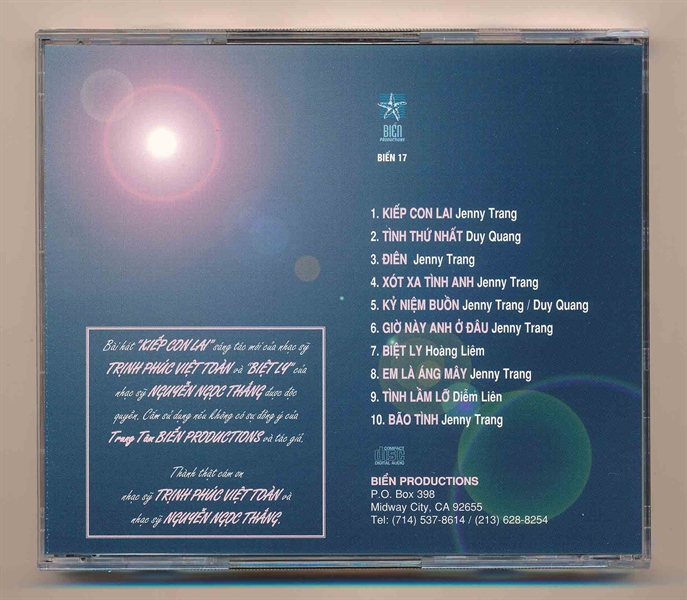 BIỂN
PRODUCTIONS
BIỂN 17
1. KIẾP CON LAI Jenny Trang
2. TÌNH THỨ NHẤT Duy Quang
3. ĐIÊN Jenny Trang
4. XÓT XA TÌNH ANH Jenny Trang
5. KỶ NIỆM BUỒN Jenny Trang / Duy Quang
6. GIỜ NÀY ANH Ở ĐÂU Jenny Trang
7. BIỆT LY Hoàng Liêm
8. EM LÀ ÁNG MÂY Jenny Trang
9. TÌNH LẦM LỠ Diễm Liên
10. BÃO TÌNH Jenny Trang
Bài hát "KIẾP CON LAI" sáng tác mới của nhạc sỹ
TRỊNH PHÚC VIỆT TOÀN và "BIỆT LY" của
nhạc sỹ NGUYỄN NGỌC THẮNG được độc
quyền. Cấm sử dụng nếu không có sự đồng ý của
Trung Tâm BIỂN PRODUCTIONS và tác giả.
Thành thật cám ơn
nhạc sỹ TRỊNH PHÚC VIỆT TOÀN và
nhạc sỹ NGUYỄN NGỌC THẮNG.
COMPACT
disc
DIGITAL AUDIO
BIỂN PRODUCTIONS
P.O. Box 398
Midway City, CA 92655
Tel: (714) 537-8614 / (213) 628-8254